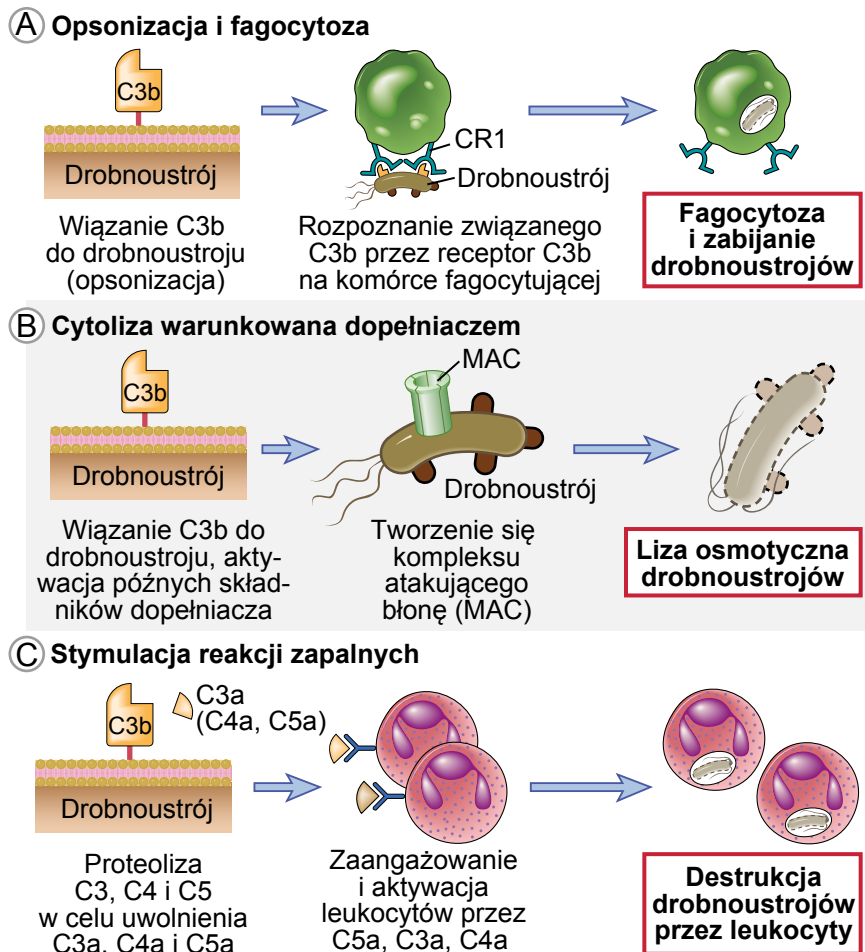 A Opsonizacja i fagocytoza
C3b
Drobnoustrój
CR1
Drobnoustrój
Wiązanie C3b
do drobnoustroju
(opsonizacja)
Rozpoznanie związanego
C3b przez receptor C3b
na komórce fagocytującej
Fagocytoza
i zabijanie
drobnoustrojów
B Cytoliza warunkowana dopełniaczem
C3b
Drobnoustrój
MAC
Drobnoustrój
Wiązanie C3b do
drobnoustroju, akty-
wacja późnych skład-
ników dopełniacza
Tworzenie się
kompleksu
atakującego
błonę (MAC)
Liza osmotyczna
drobnoustrojów
C Stymulacja reakcji zapalnych
C3b
C3a
(C4a, C5a)
Drobnoustrój
Proteoliza
C3, C4 i C5
w celu uwolnienia
C3a, C4a i C5a
Zaangażowanie
i aktywacja
leukocytów przez
C5a, C3a, C4a
Destrukcja
drobnoustrojów
przez leukocyty